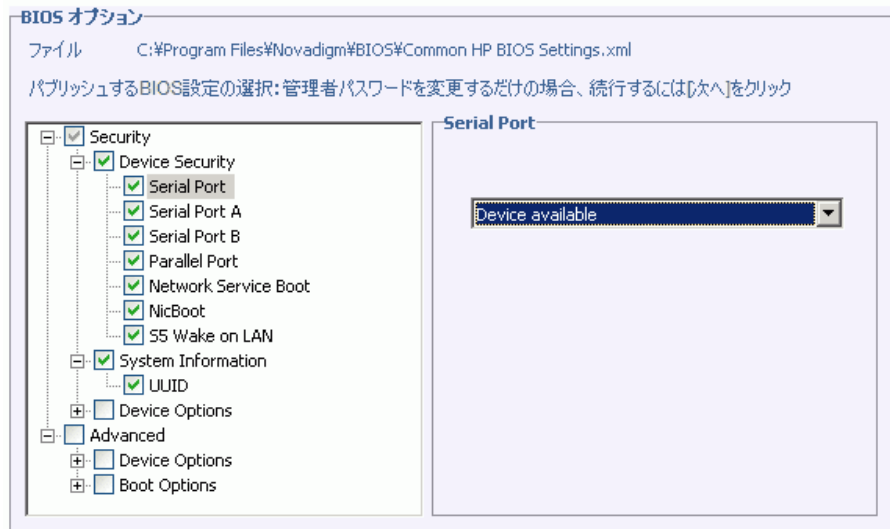 BIOS オプション
ファイル C:¥Program Files¥Novadigm¥BIOS¥Common HP BIOS Settings.xml
パブリッシュするBIOS設定の選択:管理者パスワードを変更するだけの場合、続行するには[次へ]をクリック
Security
Device Security
Serial Port
Serial Port A
Serial Port B
Parallel Port
Network Service Boot
NicBoot
S5 Wake on LAN
System Information
UUID
Device Options
Advanced
Device Options
Boot Options
Serial Port
Device available